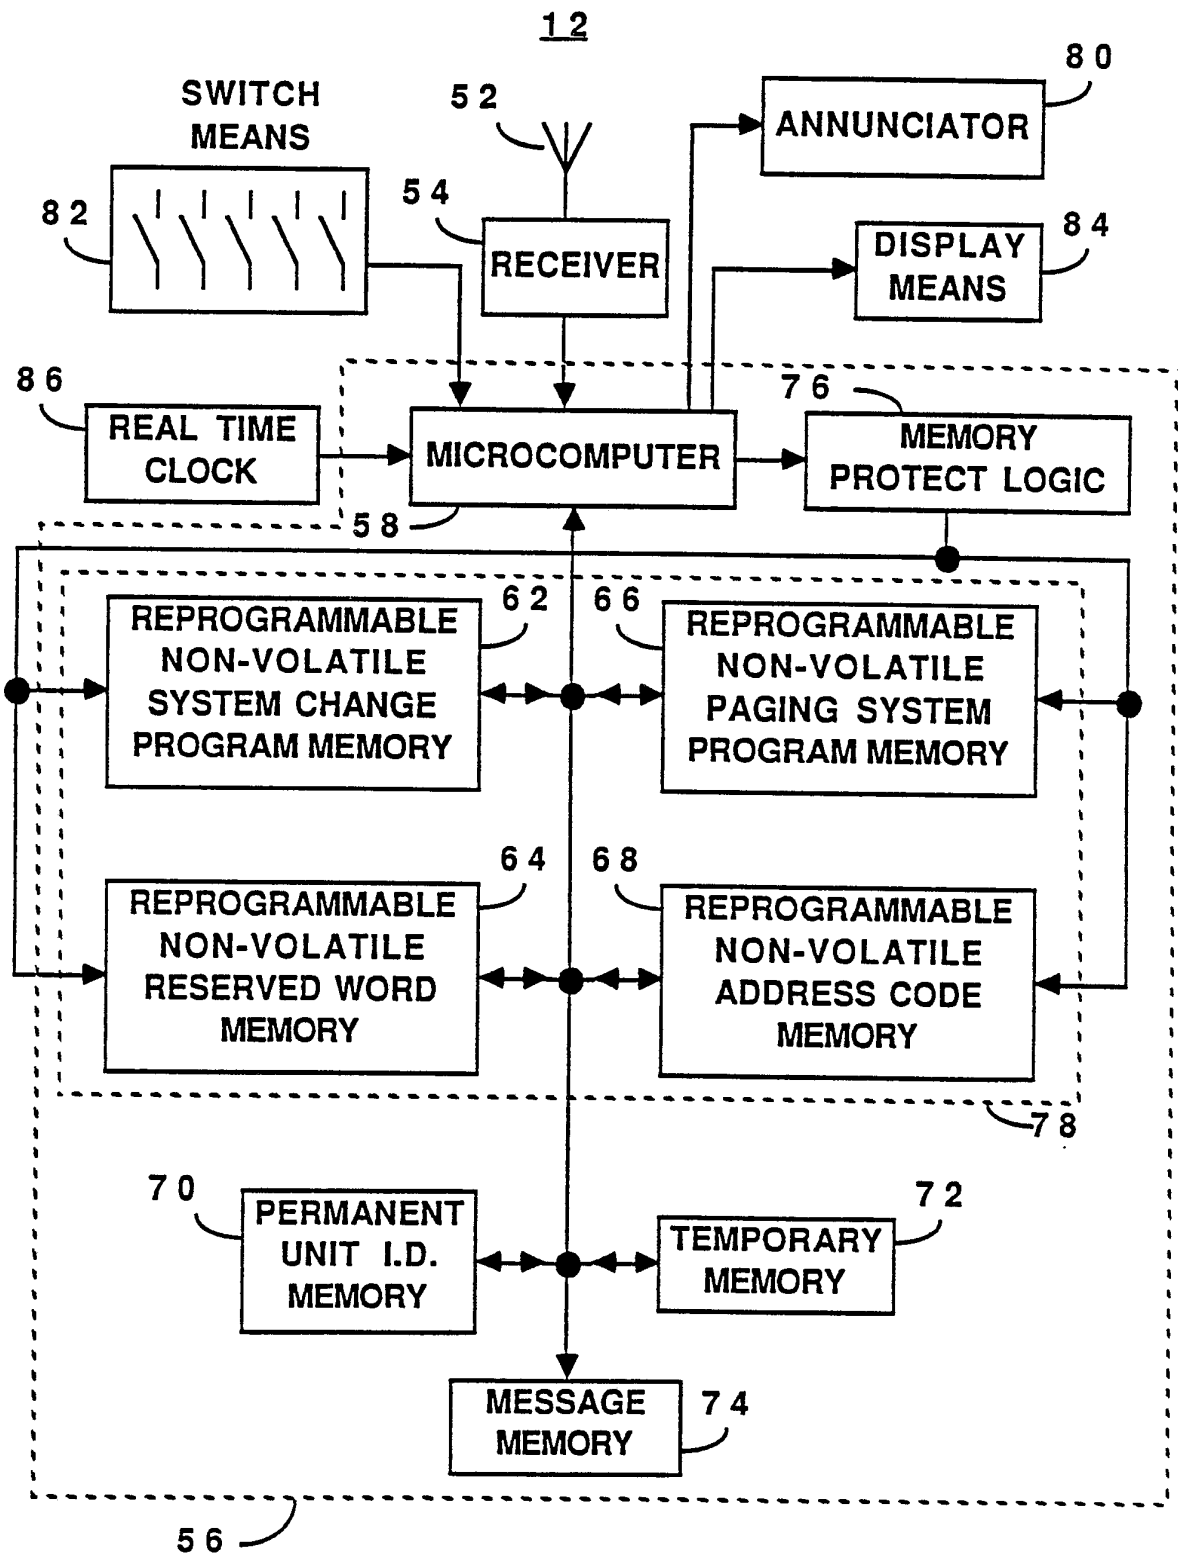 12
SWITCH
MEANS
82
52
54
RECEIVER
80
ANNUNCIATOR
84
DISPLAY
MEANS
86
REAL TIME
CLOCK
MICROCOMPUTER
58
76
MEMORY
PROTECT LOGIC
62
REPROGRAMMABLE
NON-VOLATILE
SYSTEM CHANGE
PROGRAM MEMORY
66
REPROGRAMMABLE
NON-VOLATILE
PAGING SYSTEM
PROGRAM MEMORY
64
REPROGRAMMABLE
NON-VOLATILE
RESERVED WORD
MEMORY
68
REPROGRAMMABLE
NON-VOLATILE
ADDRESS CODE
MEMORY
78
70
PERMANENT
UNIT I.D.
MEMORY
72
TEMPORARY
MEMORY
MESSAGE
MEMORY
74
56